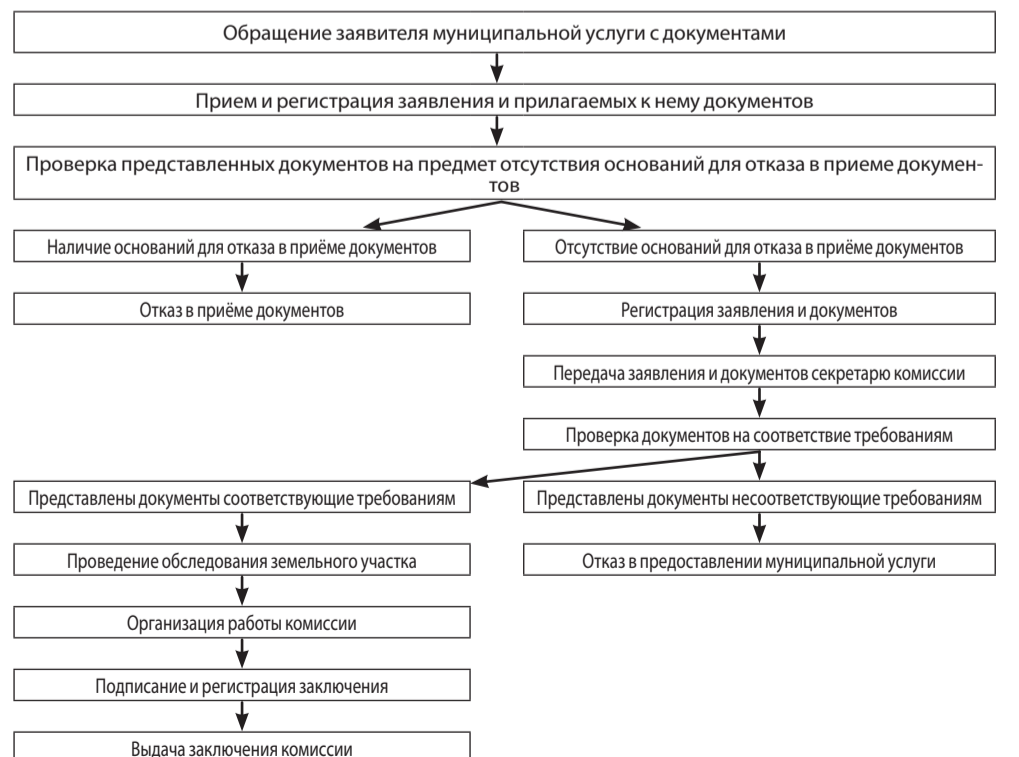 Обращение заявителя муниципальной услуги с документами
Прием и регистрация заявления и прилагаемых к нему документов
Проверка представленных документов на предмет отсутствия оснований для отказа в приеме докумен-
тов
Наличие оснований для отказа в приёме документов
Отсутствие оснований для отказа в приёме документов
Отказ в приёме документов
Регистрация заявления и документов
Передача заявления и документов секретарю комиссии
Проверка документов на соответствие требованиям
Представлены документы соответствующие требованиям
Представлены документы несоответствующие требованиям
Проведение обследования земельного участка
Отказ в предоставлении муниципальной услуги
Организация работы комиссии
Подписание и регистрация заключения
Выдача заключения комиссии